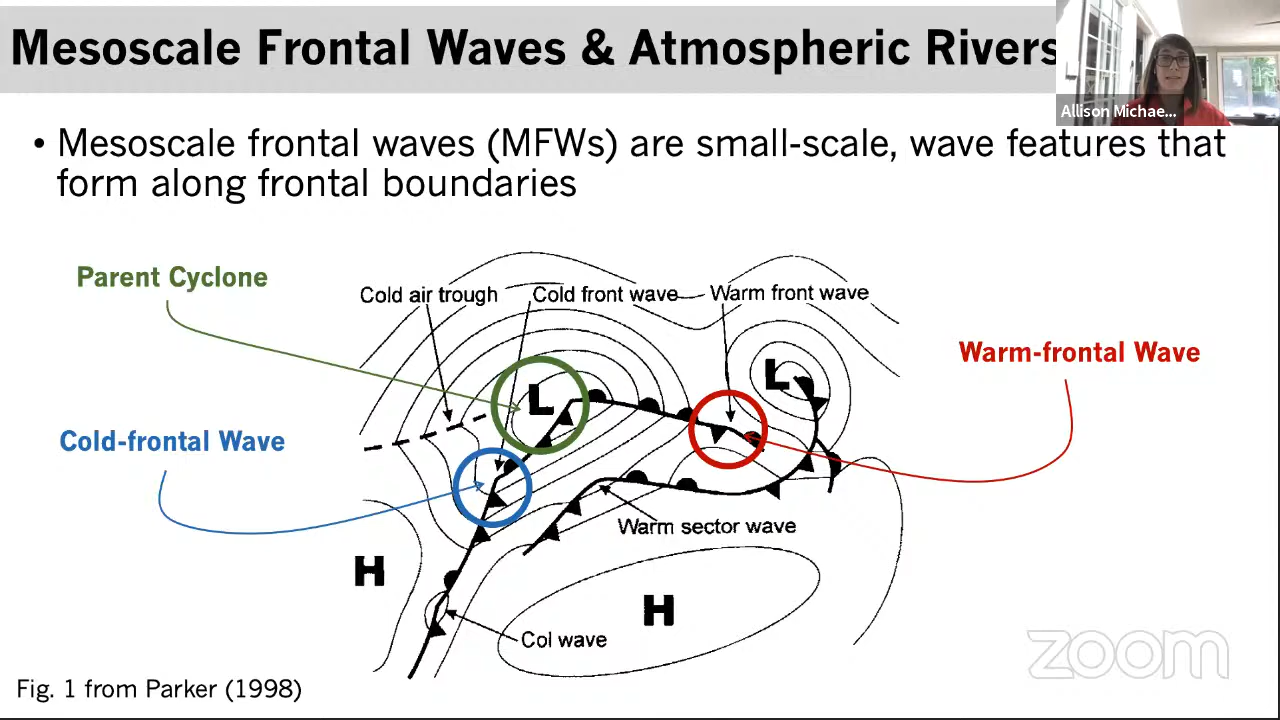 Mesoscale Frontal Waves & Atmospheric Rivers
Allison Michae...
• Mesoscale frontal waves (MFWs) are small-scale, wave features that
form along frontal boundaries
Parent Cyclone
Cold air trough
Cold front wave
Warm front wave
Warm-frontal Wave
L
L
Cold-frontal Wave
Warm sector wave
H
H
Col wave
zoom
Fig. 1 from Parker (1998)